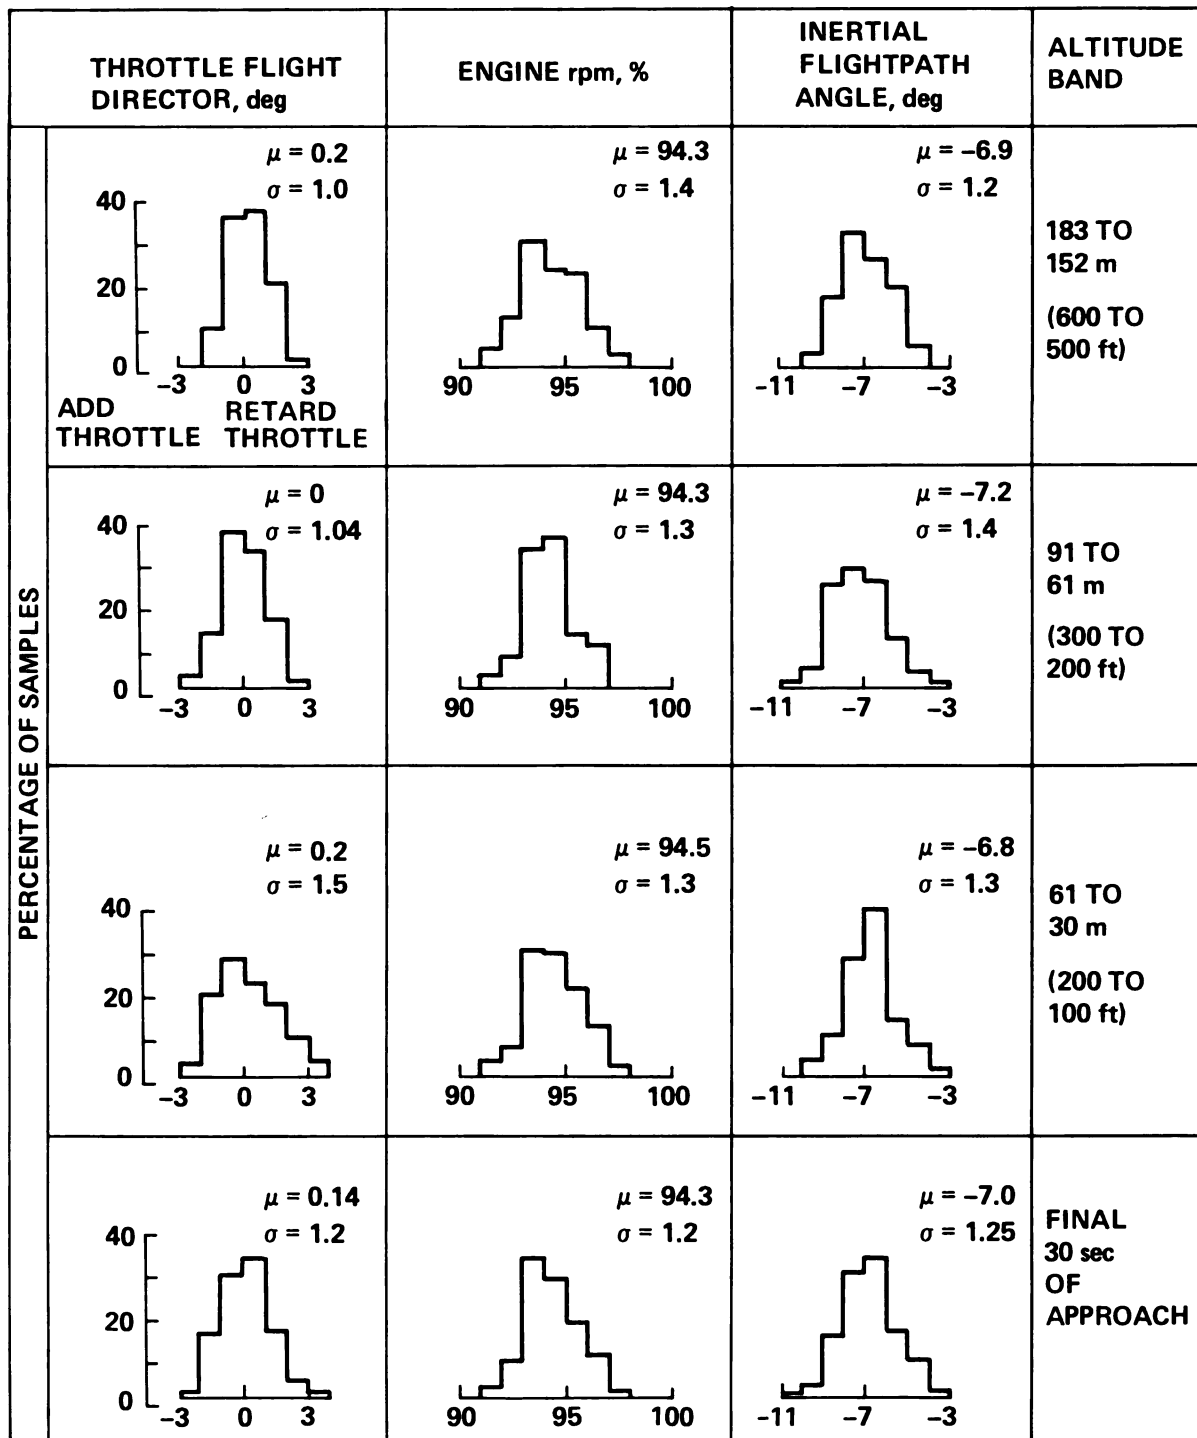 THROTTLE FLIGHT
DIRECTOR, deg
ENGINE rpm, %
INERTIAL
FLIGHTPATH
ANGLE, deg
ALTITUDE
BAND
PERCENTAGE OF SAMPLES
μ = 0.2
σ = 1.0
40
20
0
-3 0 3
ADD
THROTTLE
RETARD
THROTTLE
μ = 94.3
σ = 1.4
90 95 100
μ = -6.9
σ = 1.2
-11 -7 -3
183 TO
152 m
(600 TO
500 ft)
μ = 0
σ = 1.04
40
20
0
-3 0 3
μ = 94.3
σ = 1.3
90 95 100
μ = -7.2
σ = 1.4
-11 -7 -3
91 TO
61 m
(300 TO
200 ft)
μ = 0.2
σ = 1.5
40
20
0
-3 0 3
μ = 94.5
σ = 1.3
90 95 100
μ = -6.8
σ = 1.3
-11 -7 -3
61 TO
30 m
(200 TO
100 ft)
μ = 0.14
σ = 1.2
40
20
0
-3 0 3
μ = 94.3
σ = 1.2
90 95 100
μ = -7.0
σ = 1.25
-11 -7 -3
FINAL
30 sec
OF
APPROACH